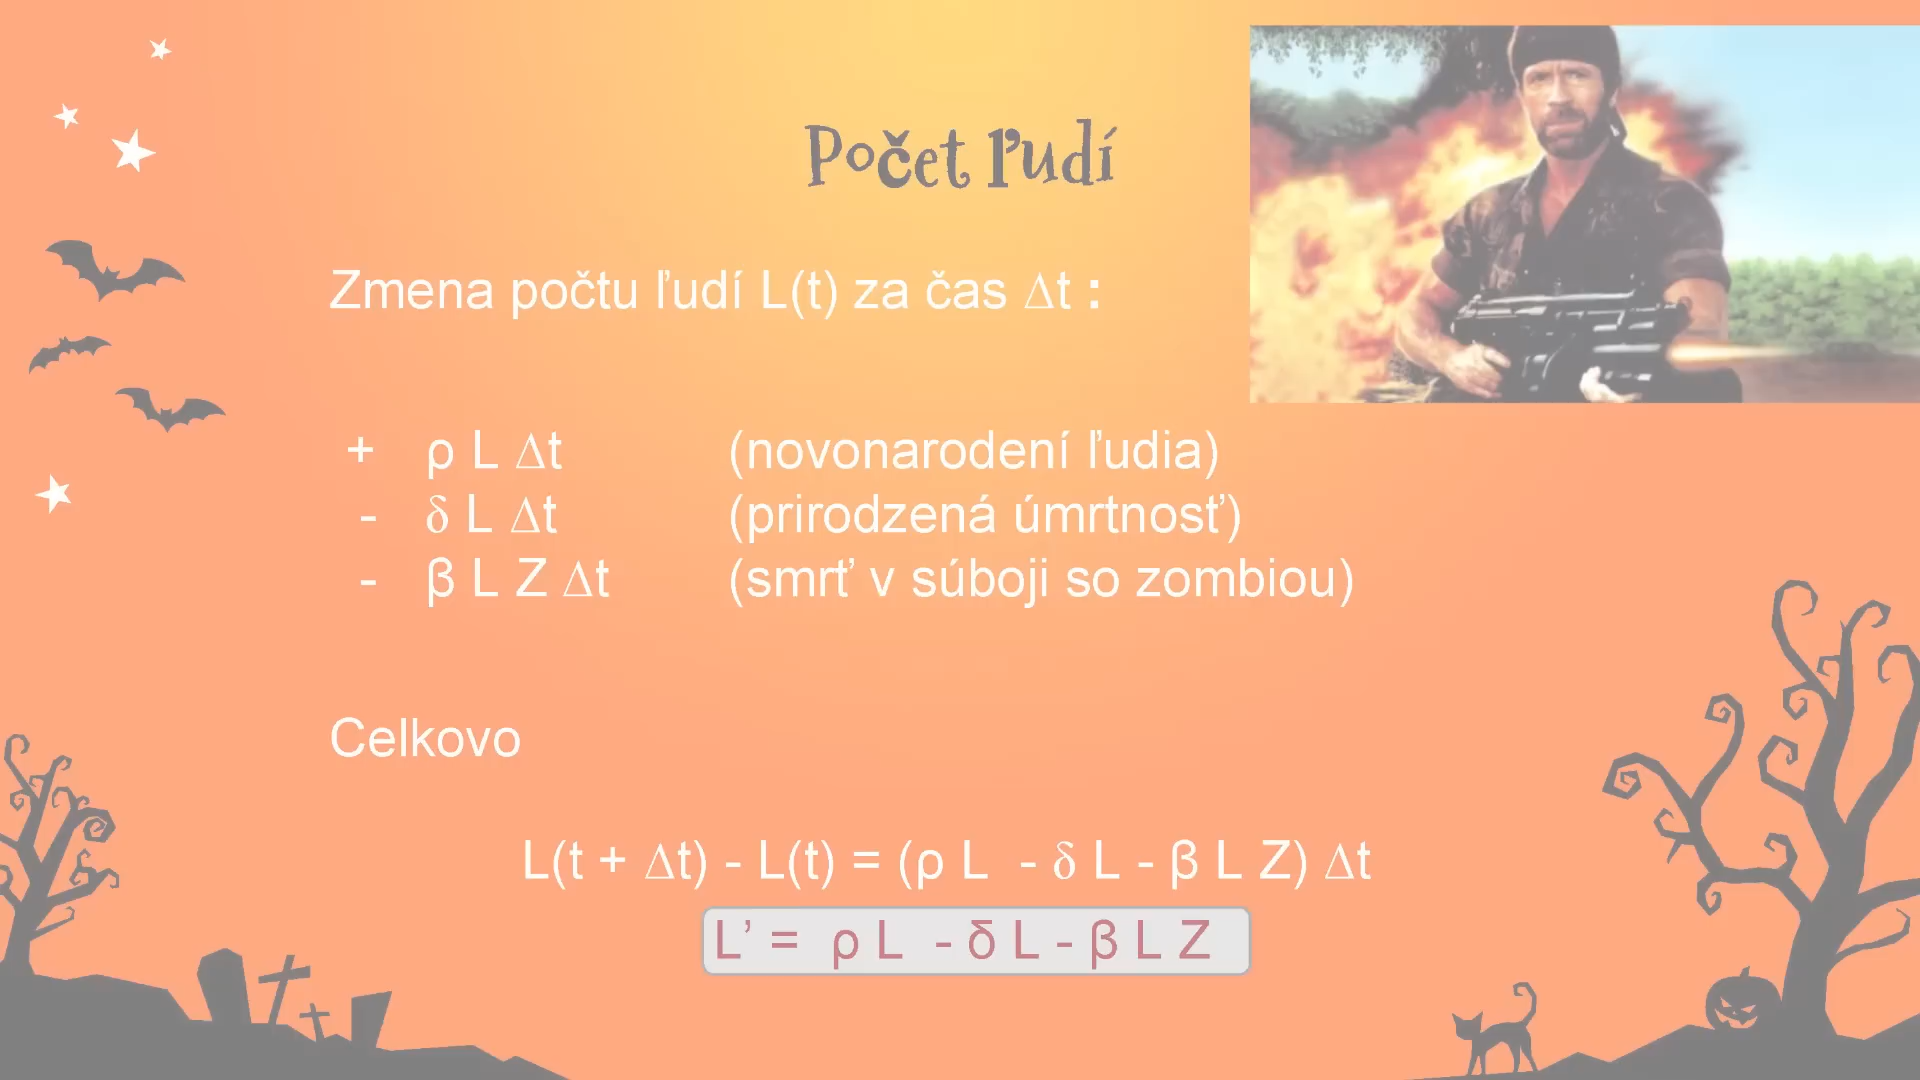 Počet ľudí
Zmena počtu ľudí L(t) za čas Δt :
+ ρ L Δt (novonarodení ľudia)
- δ L Δt (prirodzená úmrtnosť)
- β L Z Δt (smrť v súboji so zombiou)
Celkovo
L(t + Δt) - L(t) = (ρ L - δ L - β L Z) Δt
L’ = ρ L - δ L - β L Z